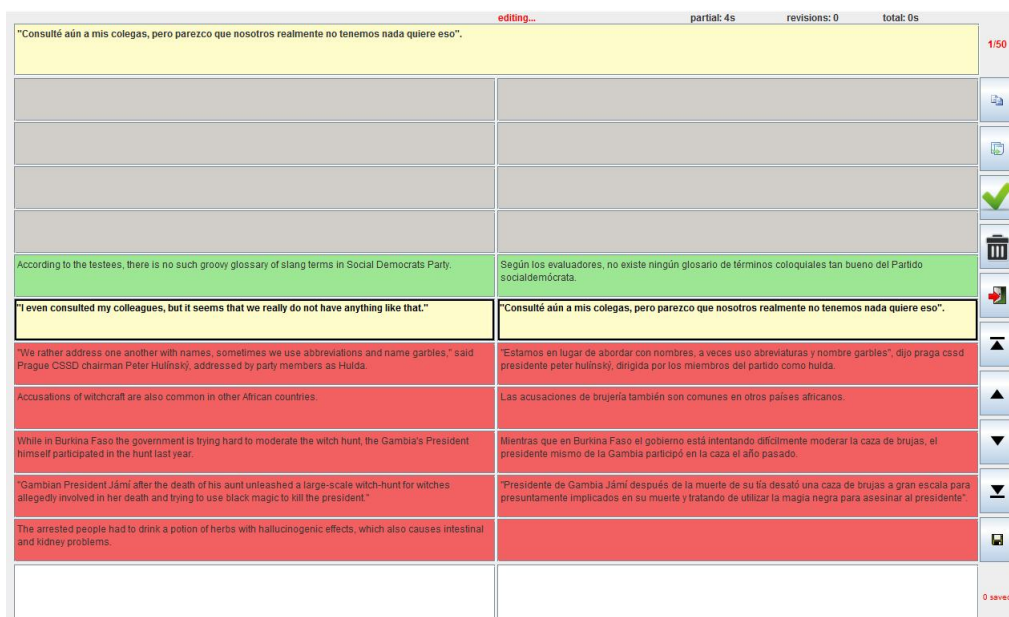 editing... partial: 4s revisions: 0 total: 0s
"Consulté aún a mis colegas, pero parezco que nosotros realmente no tenemos nada quiere eso".
1/50
According to the testees, there is no such groovy glossary of slang terms in Social Democrats Party.
Según los evaluadores, no existe ningún glosario de términos coloquiales tan bueno del Partido
socialdemócrata.
"I even consulted my colleagues, but it seems that we really do not have anything like that."
"Consulté aún a mis colegas, pero parezco que nosotros realmente no tenemos nada quiere eso".
"We rather address one another with names, sometimes we use abbreviations and name garbles," said
Prague CSSD chairman Peter Hulínský, addressed by party members as Hulda.
"Estamos en lugar de abordar con nombres, a veces uso abreviaturas y nombre garbles", dijo praga cssd
presidente peter hulínský, dirigida por los miembros del partido como hulda.
Accusations of witchcraft are also common in other African countries.
Las acusaciones de brujería también son comunes en otros países africanos.
While in Burkina Faso the government is trying hard to moderate the witch hunt, the Gambia's President
himself participated in the hunt last year.
Mientras que en Burkina Faso el gobierno está intentando difícilmente moderar la caza de brujas, el
presidente mismo de la Gambia participó en la caza el año pasado.
"Gambian President Jámí after the death of his aunt unleashed a large-scale witch-hunt for witches
allegedly involved in her death and trying to use black magic to kill the president."
"Presidente de Gambia Jámí después de la muerte de su tía desató una caza de brujas a gran escala para
presuntamente implicados en su muerte y tratando de utilizar la magia negra para asesinar al presidente".
The arrested people had to drink a potion of herbs with hallucinogenic effects, which also causes intestinal
and kidney problems.
0 saved